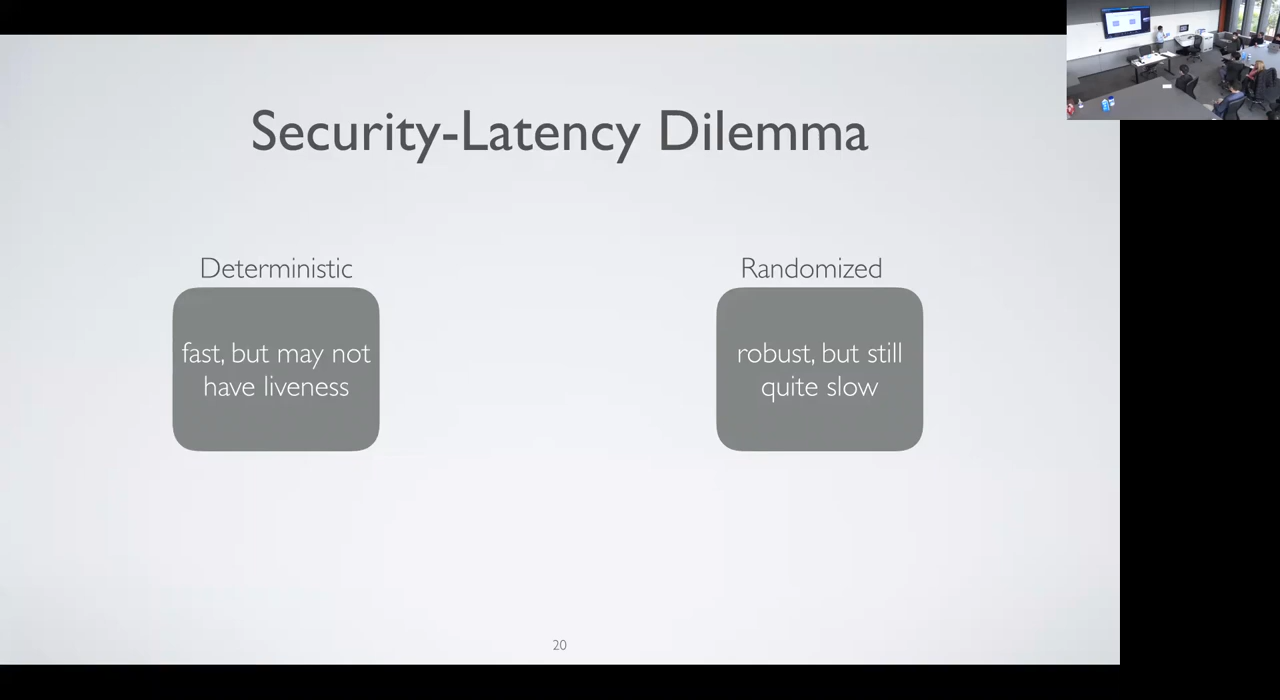 Security-Latency Dilemma
Deterministic
fast, but may not
have liveness
Randomized
robust, but still
quite slow
20